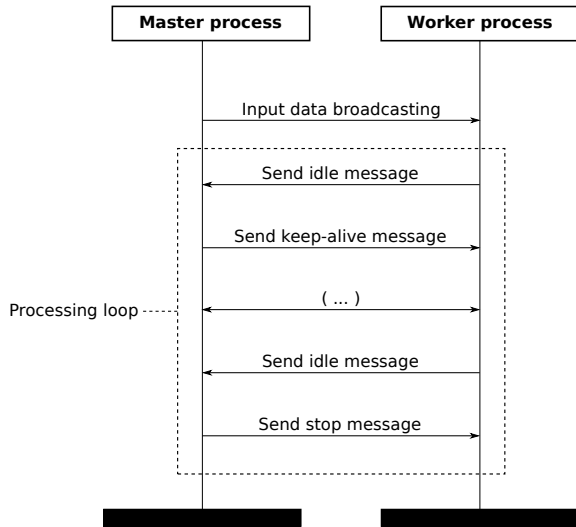 Master process
Worker process
Input data broadcasting
Send idle message
Send keep-alive message
Processing loop
( ... )
Send idle message
Send stop message